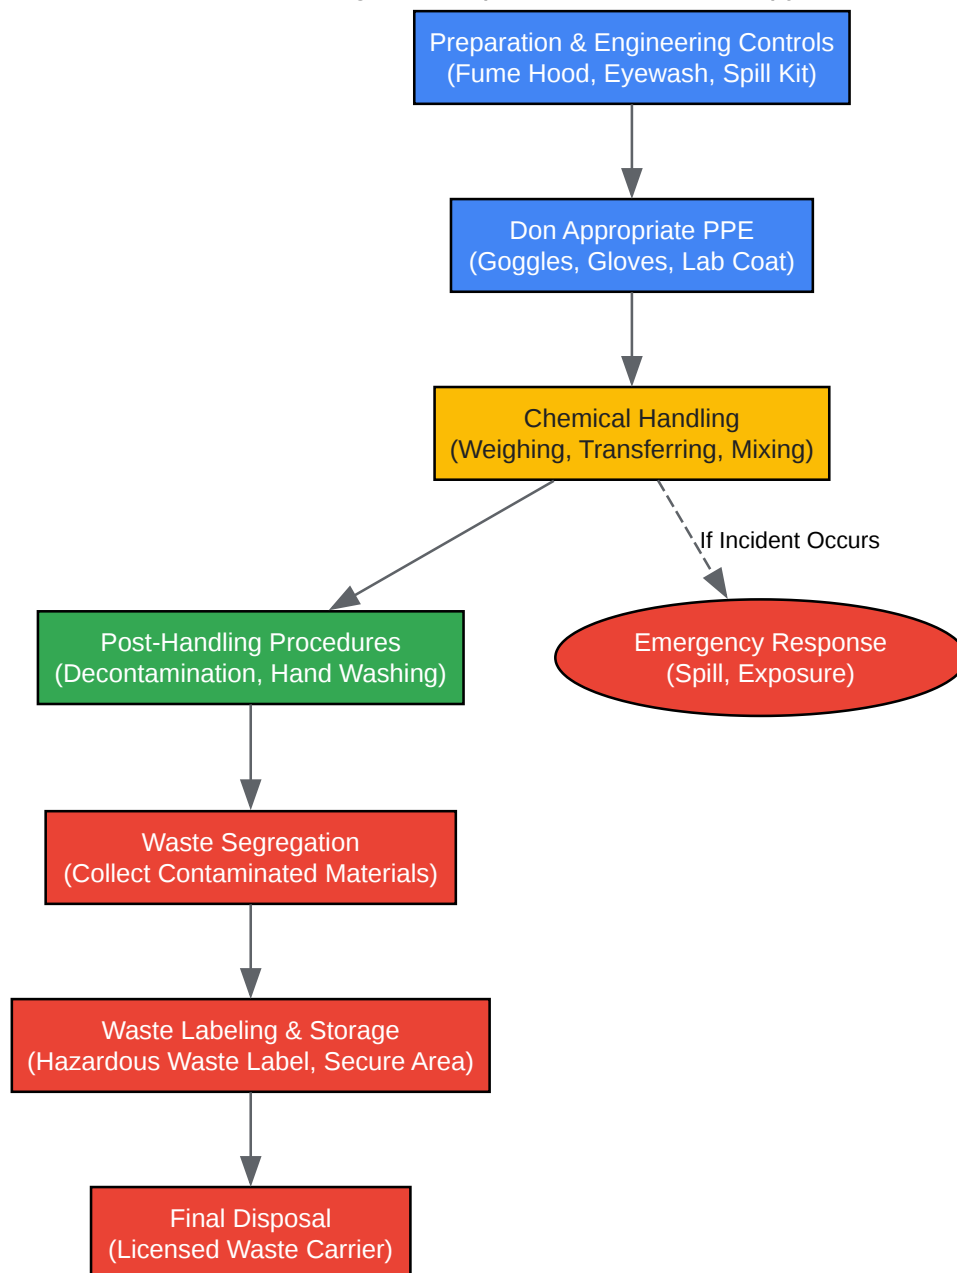 Preparation & Engineering Controls
(Fume Hood, Eyewash, Spill Kit)
Don Appropriate PPE
(Goggles, Gloves, Lab Coat)
Chemical Handling
(Weighing, Transferring, Mixing)
If Incident Occurs
Post-Handling Procedures
(Decontamination, Hand Washing)
Emergency Response
(Spill, Exposure)
Waste Segregation
(Collect Contaminated Materials)
Waste Labeling & Storage
(Hazardous Waste Label, Secure Area)
Final Disposal
(Licensed Waste Carrier)